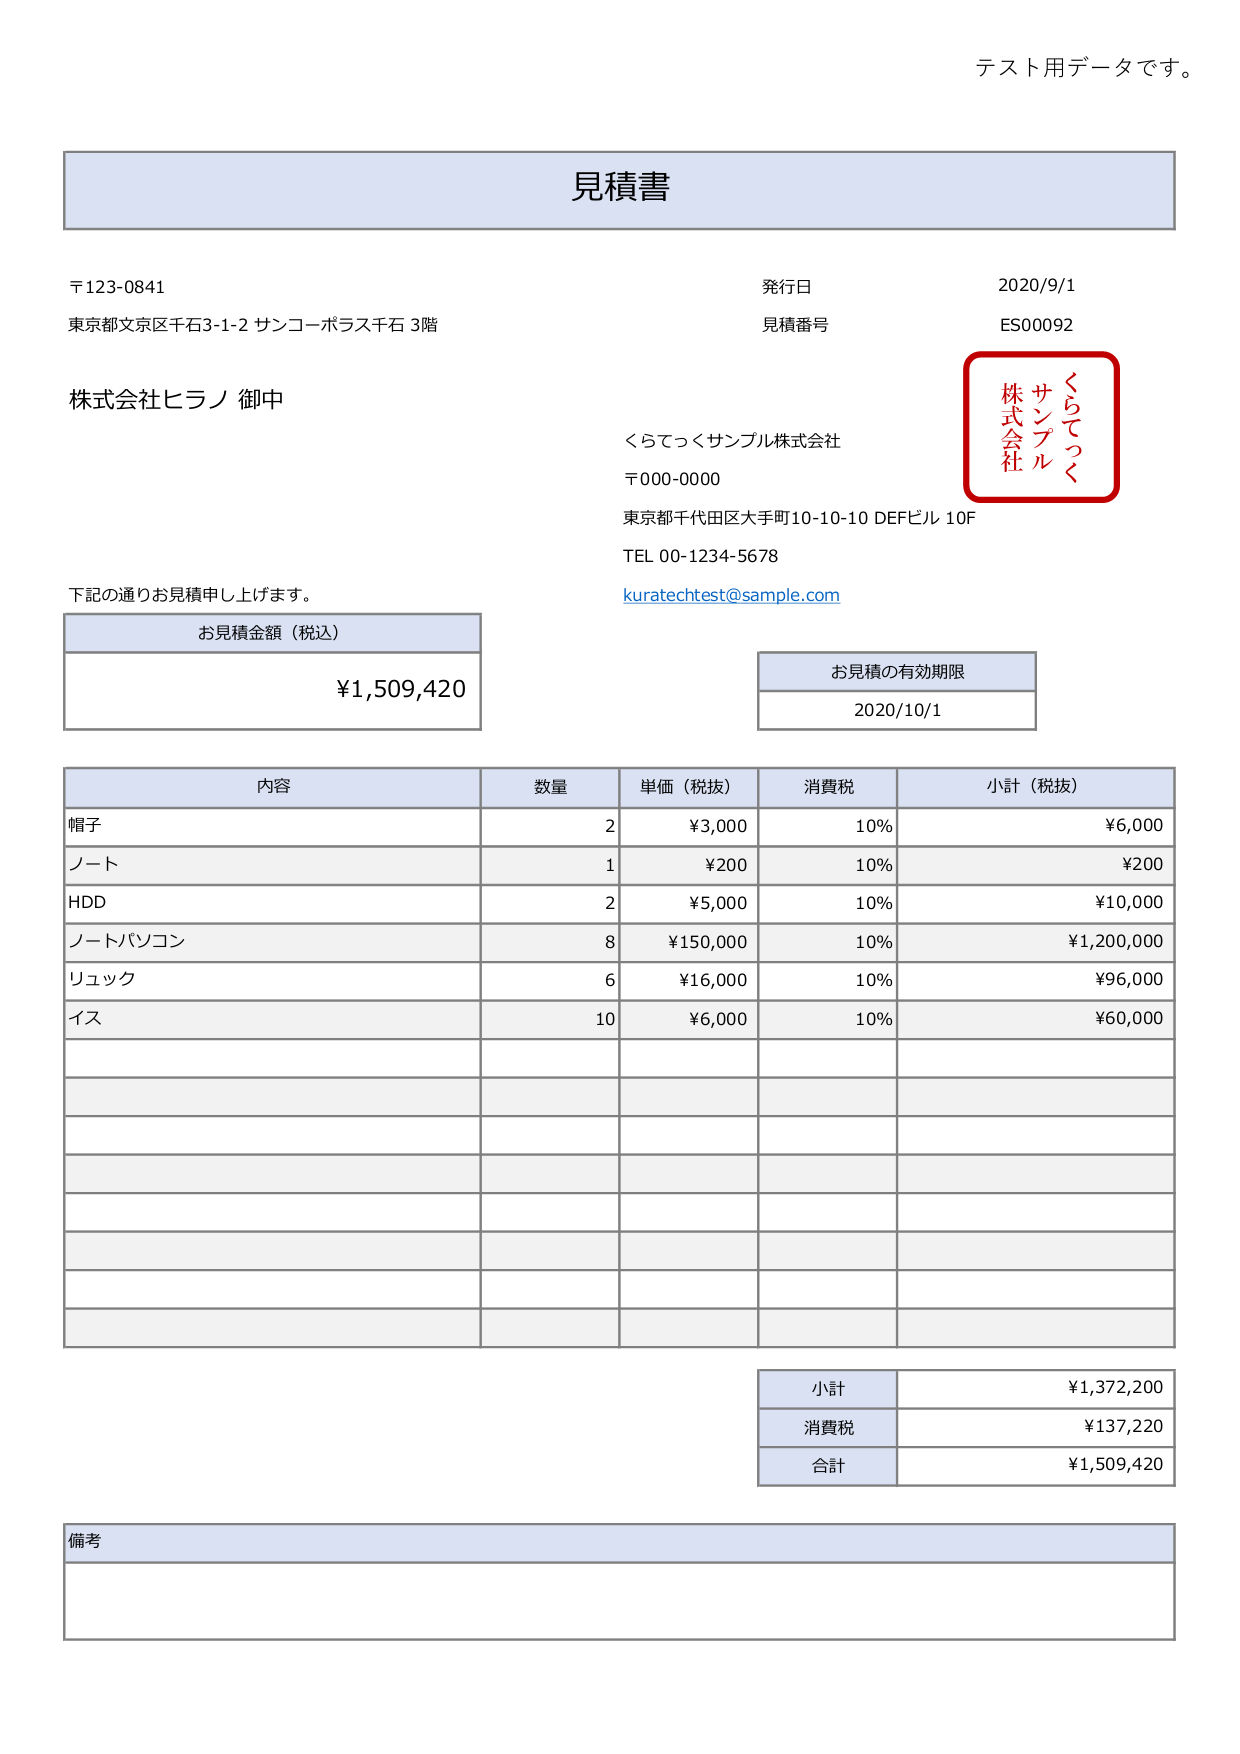 テスト用データです。
見積書
〒123-0841
発行日 2020/9/1
東京都文京区千石3-1-2 サンコーポラス千石 3階
見積番号 ES00092
株式会社ヒラノ 御中
くらてっく
サンプル
株式会社
くらてっくサンプル株式会社
〒000-0000
東京都千代田区大手町10-10-10 DEFビル 10F
TEL 00-1234-5678
kuratechtest@sample.com
下記の通りお見積申し上げます。
お見積金額（税込）
¥1,509,420
お見積の有効期限
2020/10/1
内容 数量 単価（税抜） 消費税 小計（税抜）
帽子 2 ¥3,000 10% ¥6,000
ノート 1 ¥200 10% ¥200
HDD 2 ¥5,000 10% ¥10,000
ノートパソコン 8 ¥150,000 10% ¥1,200,000
リュック 6 ¥16,000 10% ¥96,000
イス 10 ¥6,000 10% ¥60,000
小計 ¥1,372,200
消費税 ¥137,220
合計 ¥1,509,420
備考